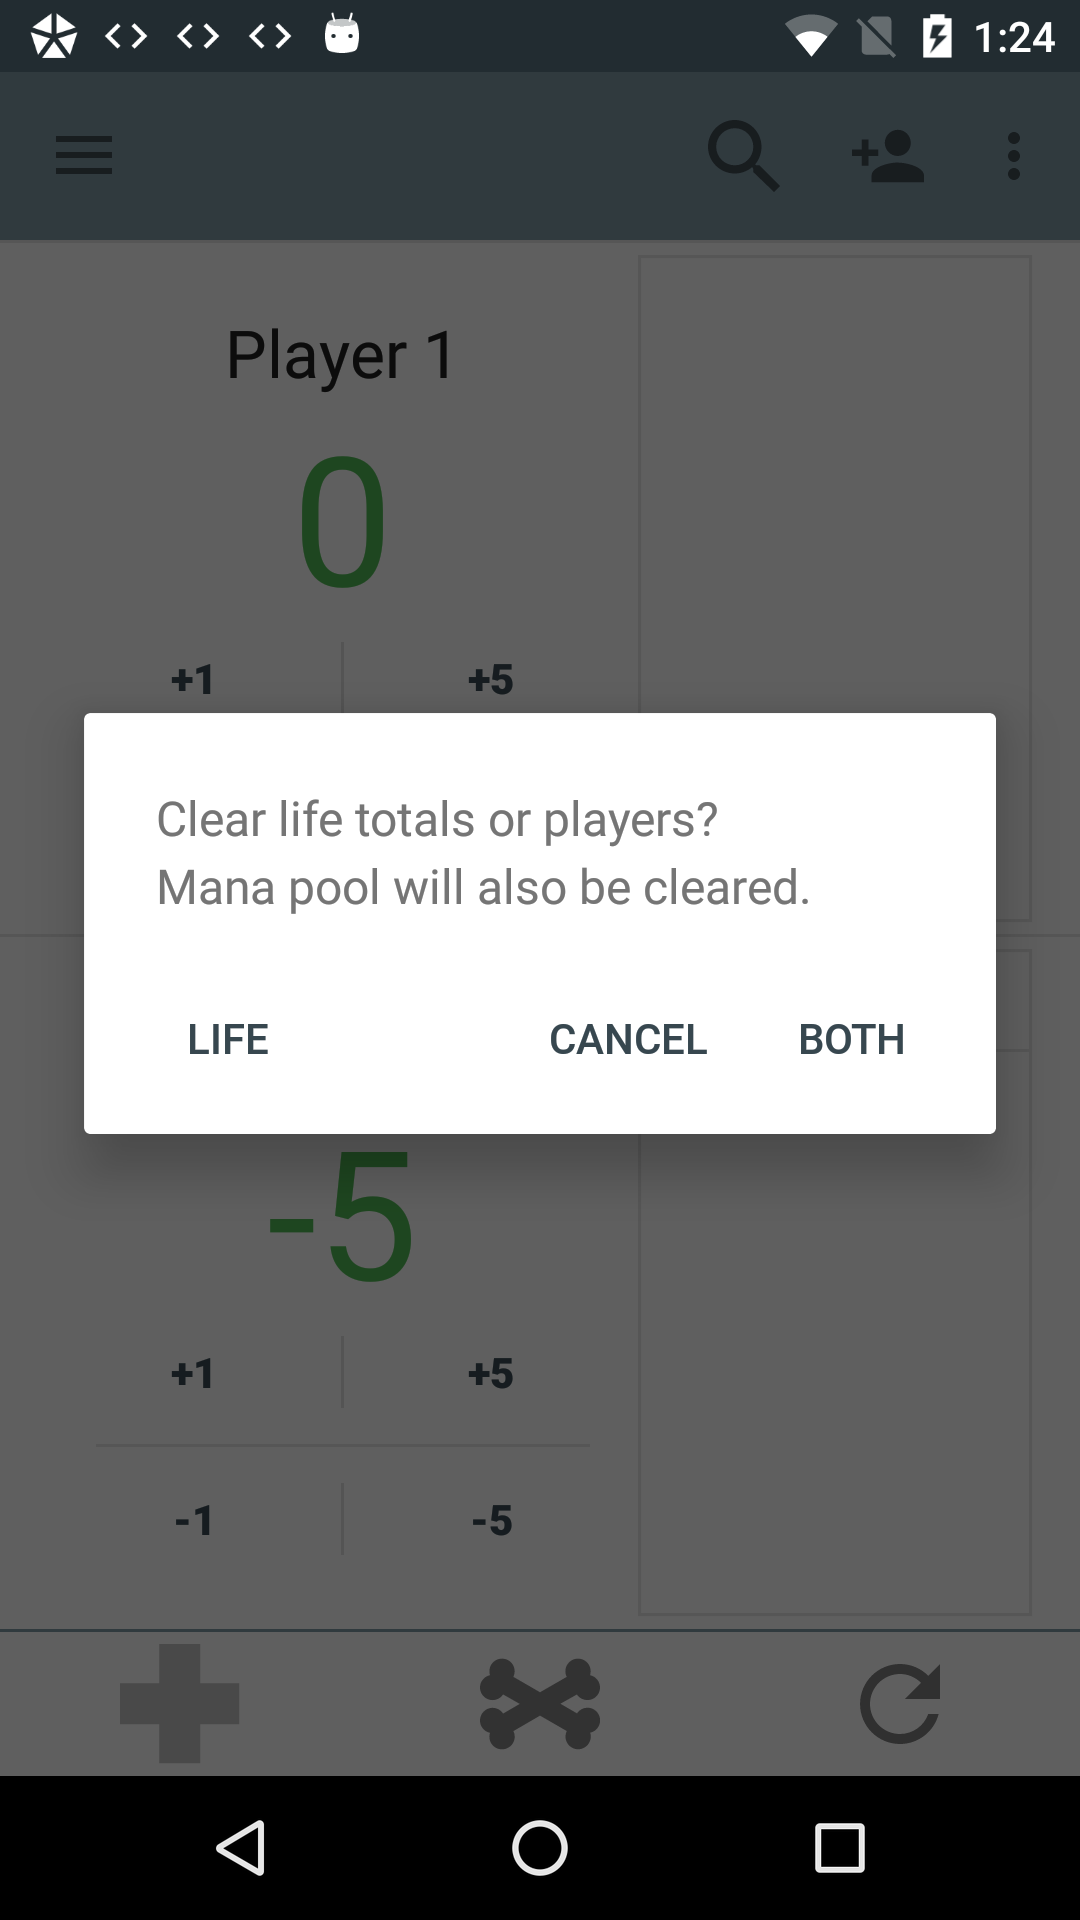 1:24
Player 1
0
+1 +5
Clear life totals or players?
Mana pool will also be cleared.
LIFE CANCEL BOTH
-5
+1 +5
-1 -5